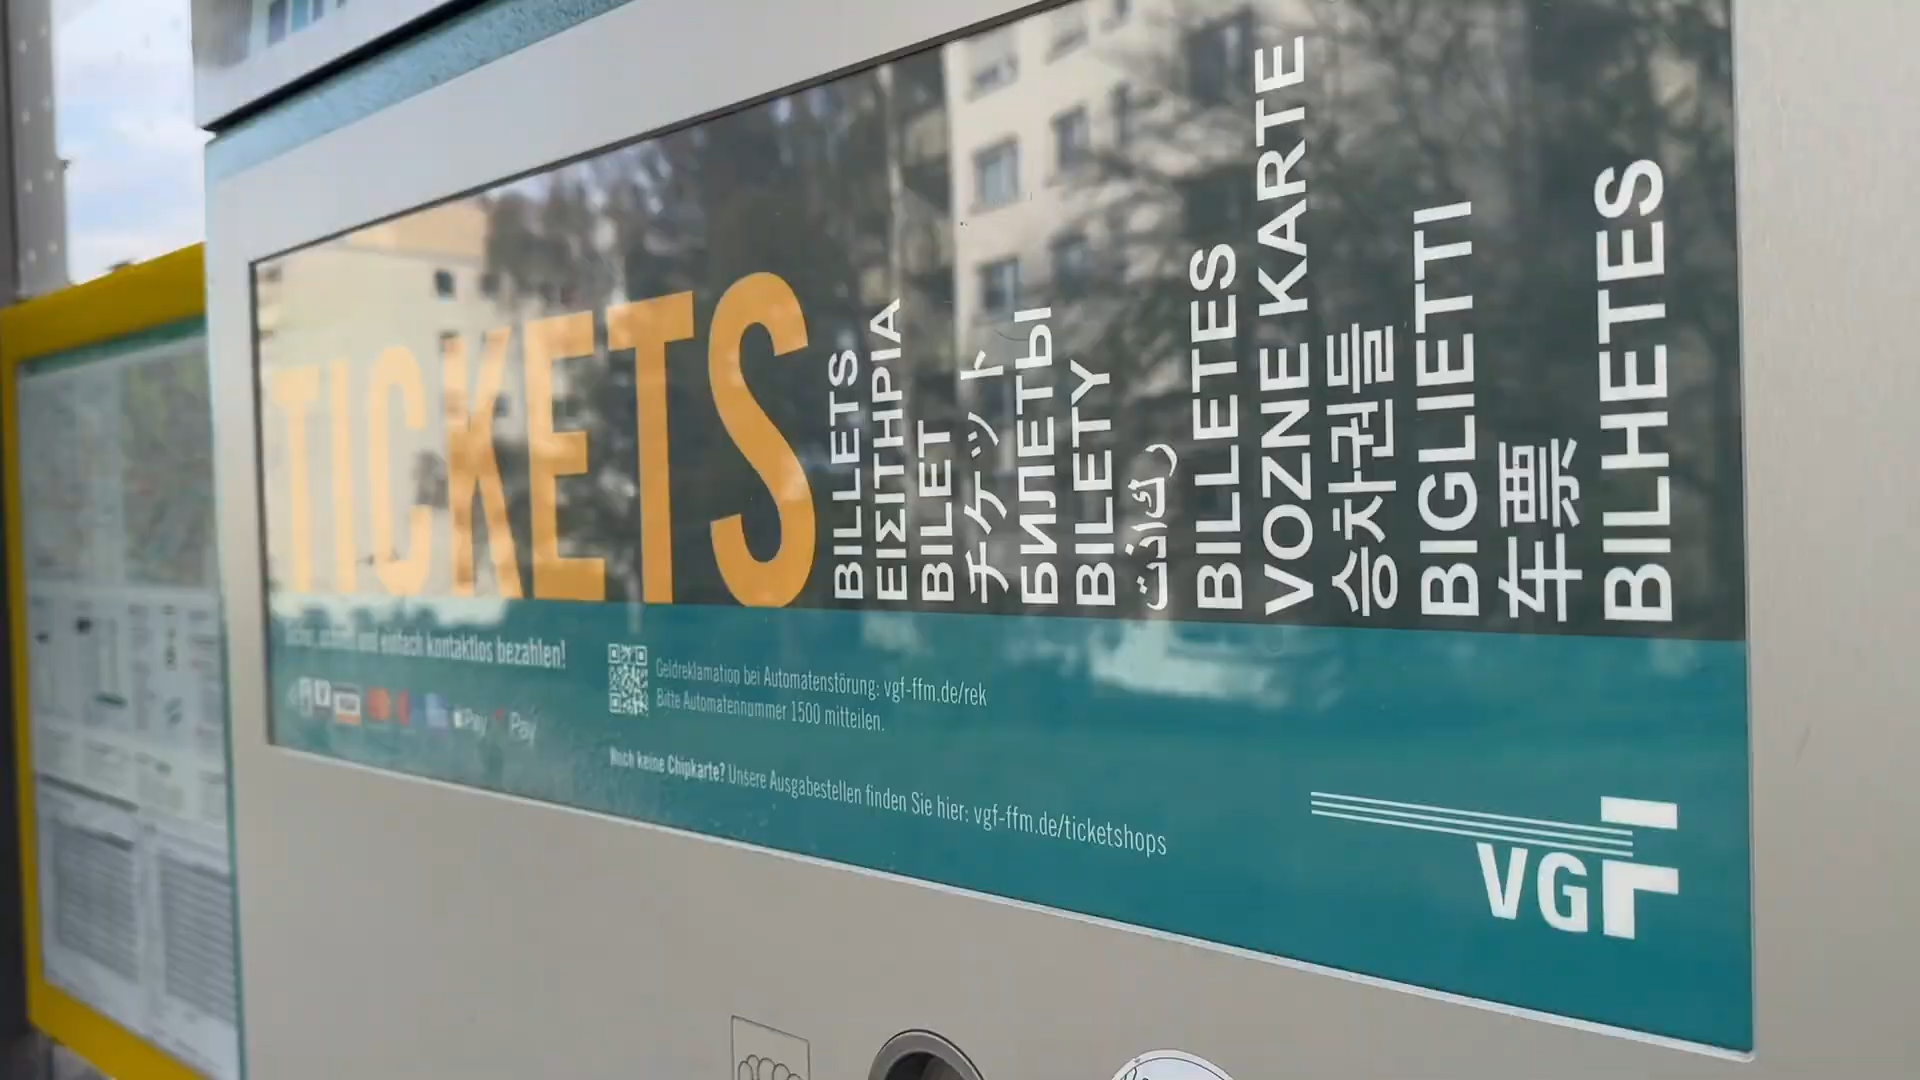 TICKETS
BILLETS
ΕΙΣΙΤΗΡΙΑ
BILET
チケット
БИЛЕТЫ
BILETY
تذاكر
BILLETES
VOZNE KARTE
승차권들
BIGLIETTI
车票
BILHETES
und einfach kontaktlos bezahlen!
Pay Pay
Geldreklamation bei Automatenstörung: vgf-ffm.de/rek
Bitte Automatennummer 1500 mitteilen.
Noch keine Chipkarte? Unsere Ausgabestellen finden Sie hier: vgf-ffm.de/ticketshops
VGF